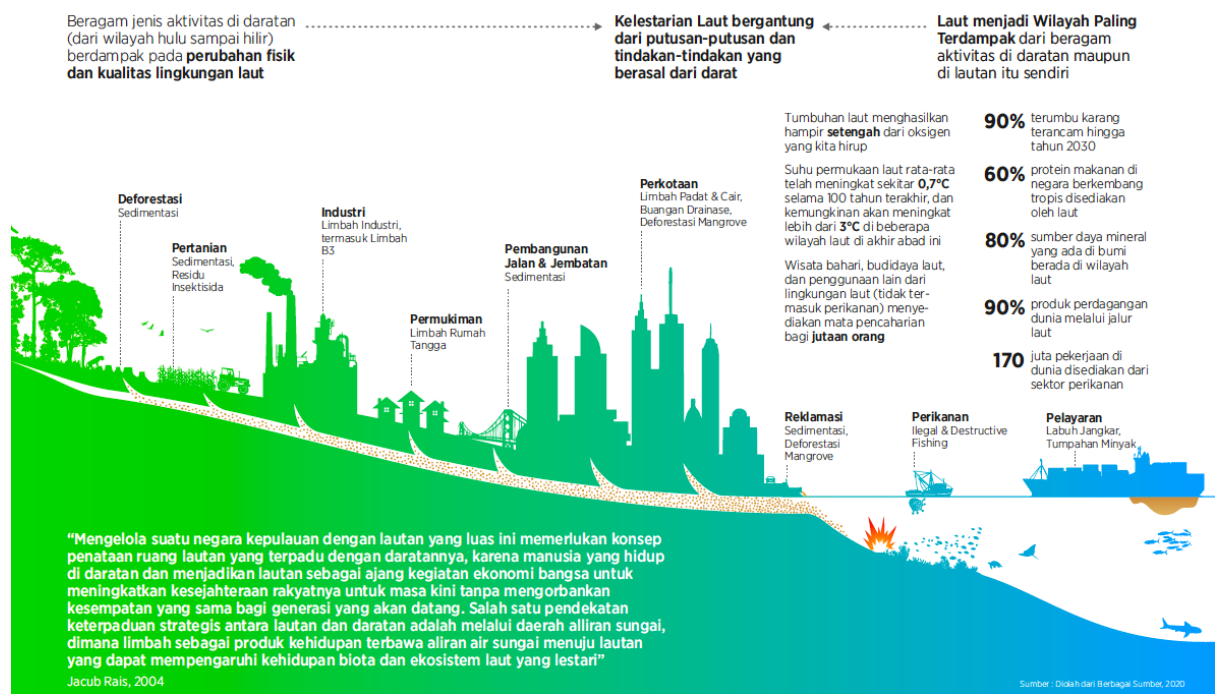 Beragam jenis aktivitas di daratan
(dari wilayah hulu sampai hilir)
berdampak pada perubahan fisik
dan kualitas lingkungan laut
Kelestarian Laut bergantung
dari putusan-putusan dan
tindakan-tindakan yang
berasal dari darat
Laut menjadi Wilayah Paling
Terdampak dari beragam
aktivitas di daratan maupun
di lautan itu sendiri
Tumbuhan laut menghasilkan
hampir setengah dari oksigen
yang kita hirup
Suhu permukaan laut rata-rata
telah meningkat sekitar 0,7°C
selama 100 tahun terakhir, dan
kemungkinan akan meningkat
lebih dari 3°C di beberapa
wilayah laut di akhir abad ini
Wisata bahari, budidaya laut,
dan penggunaan lain dari
lingkungan laut (tidak ter-
masuk perikanan) menye-
diakan mata pencaharian
bagi jutaan orang
90% terumbu karang
terancam hingga
tahun 2030
60% protein makanan di
negara berkembang
tropis disediakan
oleh laut
80% sumber daya mineral
yang ada di bumi
berada di wilayah
laut
90% produk perdagangan
dunia melalui jalur
laut
170 juta pekerjaan di
dunia disediakan dari
sektor perikanan
Deforestasi
Sedimentasi
Pertanian
Sedimentasi,
Residu
Insektisida
Industri
Limbah Industri,
termasuk Limbah
B3
Permukiman
Limbah Rumah
Tangga
Pembangunan
Jalan & Jembatan
Sedimentasi
Perkotaan
Limbah Padat & Cair,
Buangan Drainase,
Deforestasi Mangrove
Reklamasi
Sedimentasi,
Deforestasi
Mangrove
Perikanan
Ilegal & Destructive
Fishing
Pelayaran
Labuh Jangkar,
Tumpahan Minyak
“Mengelola suatu negara kepulauan dengan lautan yang luas ini memerlukan konsep
penataan ruang lautan yang terpadu dengan daratannya, karena manusia yang hidup
di daratan dan menjadikan lautan sebagai ajang kegiatan ekonomi bangsa untuk
meningkatkan kesejahteraan rakyatnya untuk masa kini tanpa mengorbankan
kesempatan yang sama bagi generasi yang akan datang. Salah satu pendekatan
keterpaduan strategis antara lautan dan daratan adalah melalui daerah alliran sungai,
dimana limbah sebagai produk kehidupan terbawa aliran air sungai menuju lautan
yang dapat mempengaruhi kehidupan biota dan ekosistem laut yang lestari”
Jacub Rais, 2004
Sumber : Diolah dari Berbagai Sumber, 2020